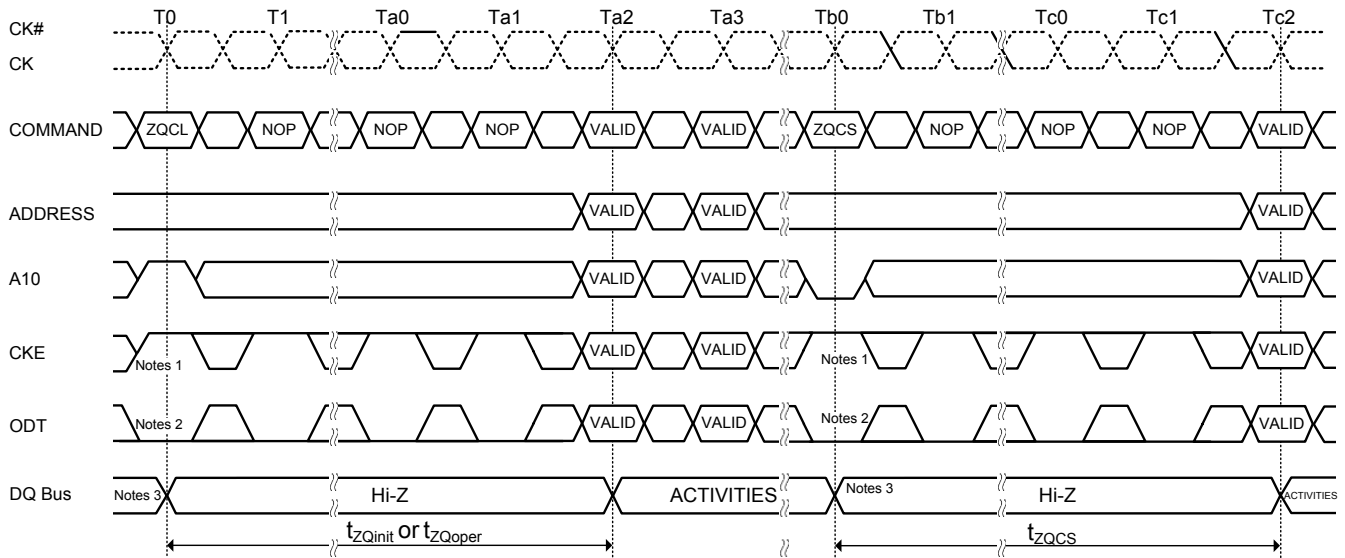 T0 T1 Ta0 Ta1 Ta2 Ta3 Tb0 Tb1 Tc0 Tc1 Tc2
CK#
CK
COMMAND ZQCL NOP NOP NOP VALID VALID ZQCS NOP NOP NOP VALID
ADDRESS VALID VALID VALID
A10 VALID VALID VALID
CKE Notes 1 VALID VALID Notes 1 VALID
ODT Notes 2 VALID VALID Notes 2 VALID
DQ Bus Notes 3 Hi-Z ACTIVITIES Notes 3 Hi-Z ACTIVITIES
tZQinit or tZQoper tZQCS